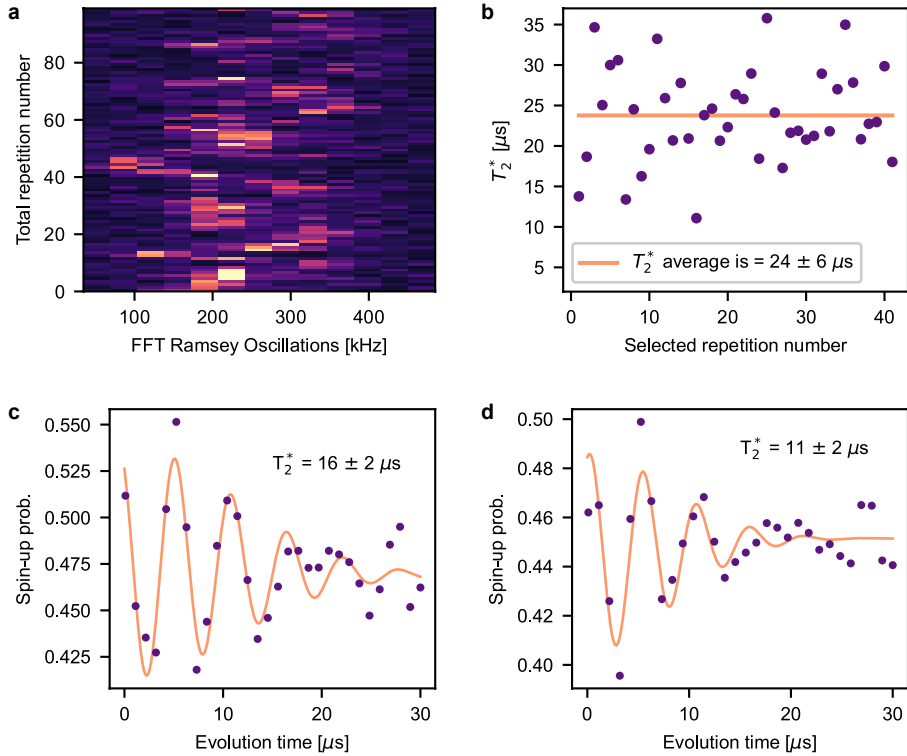 a
Total repetition number
80
60
40
20
0
100 200 300 400
FFT Ramsey Oscillations [kHz]
b
T₂* [µs]
35
30
25
20
15
10
5
T₂* average is = 24 ± 6 µs
0 10 20 30 40
Selected repetition number
c
Spin-up prob.
0.550
0.525
0.500
0.475
0.450
0.425
T₂* = 16 ± 2 µs
0 10 20 30
Evolution time [µs]
d
Spin-up prob.
0.50
0.48
0.46
0.44
0.42
0.40
T₂* = 11 ± 2 µs
0 10 20 30
Evolution time [µs]